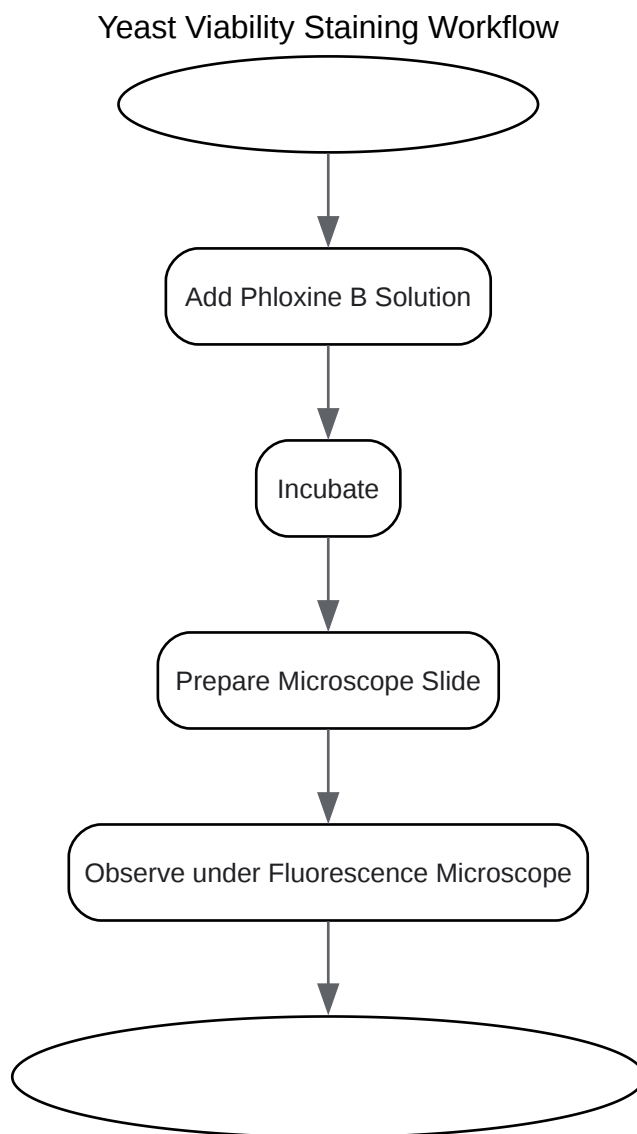 Yeast Viability Staining Workflow
Add Phloxine B Solution
Incubate
Prepare Microscope Slide
Observe under Fluorescence Microscope